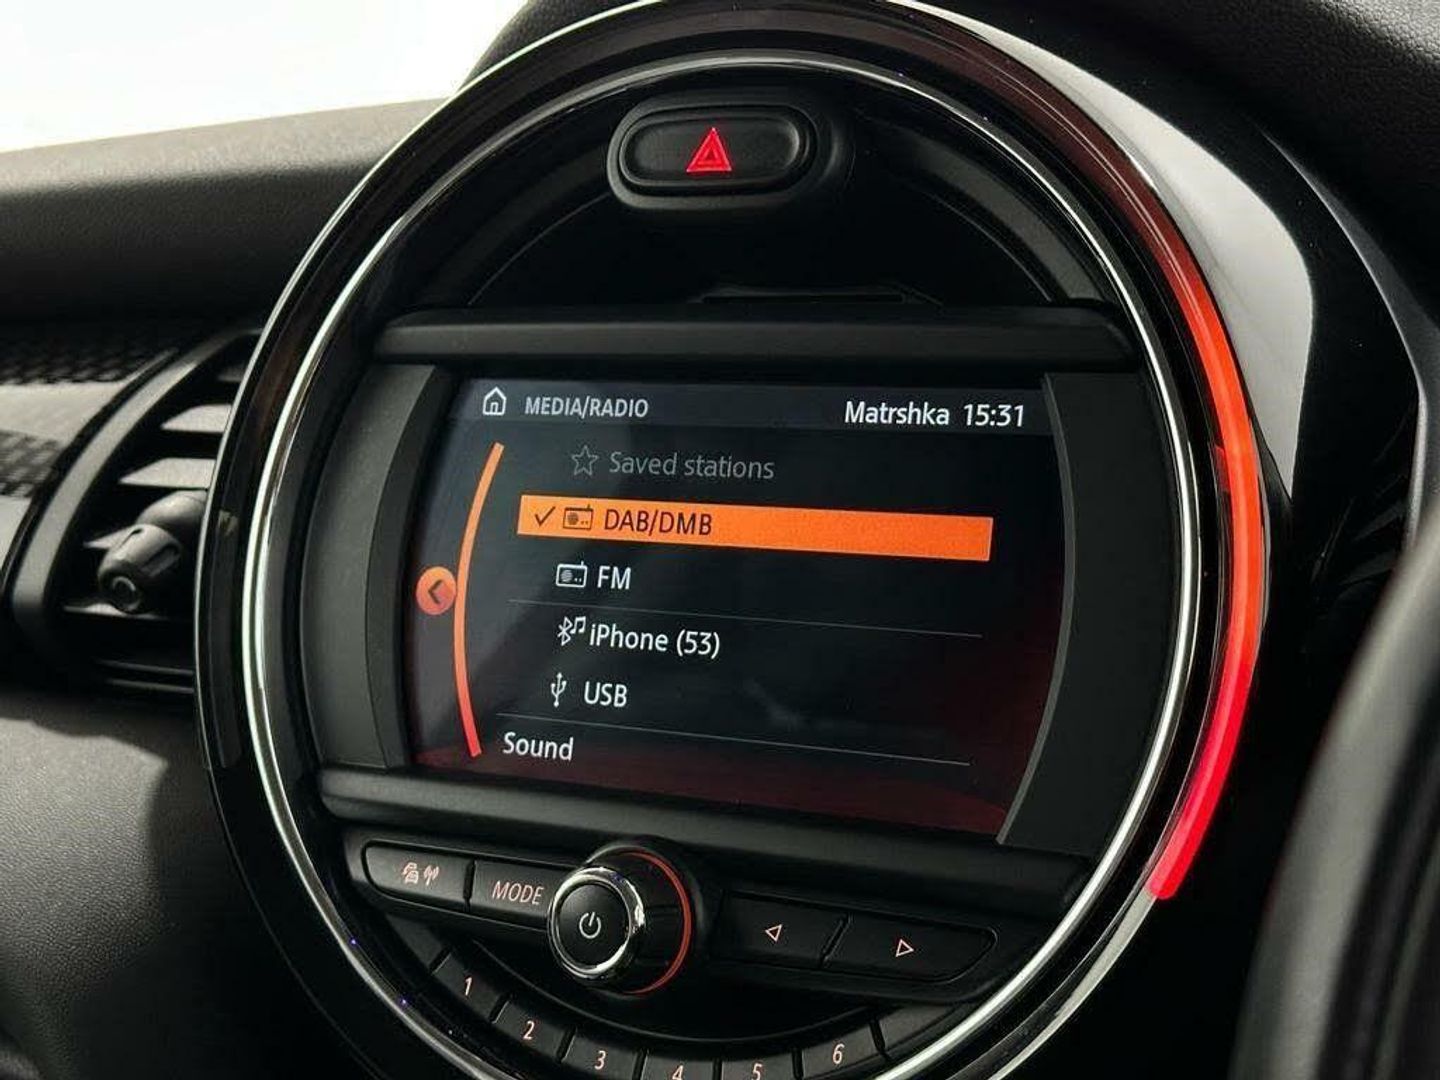 MEDIA/RADIO Matrshka 15:31
Saved stations
DAB/DMB
FM
iPhone (53)
USB
Sound
MODE
1
2
3
4
5
6